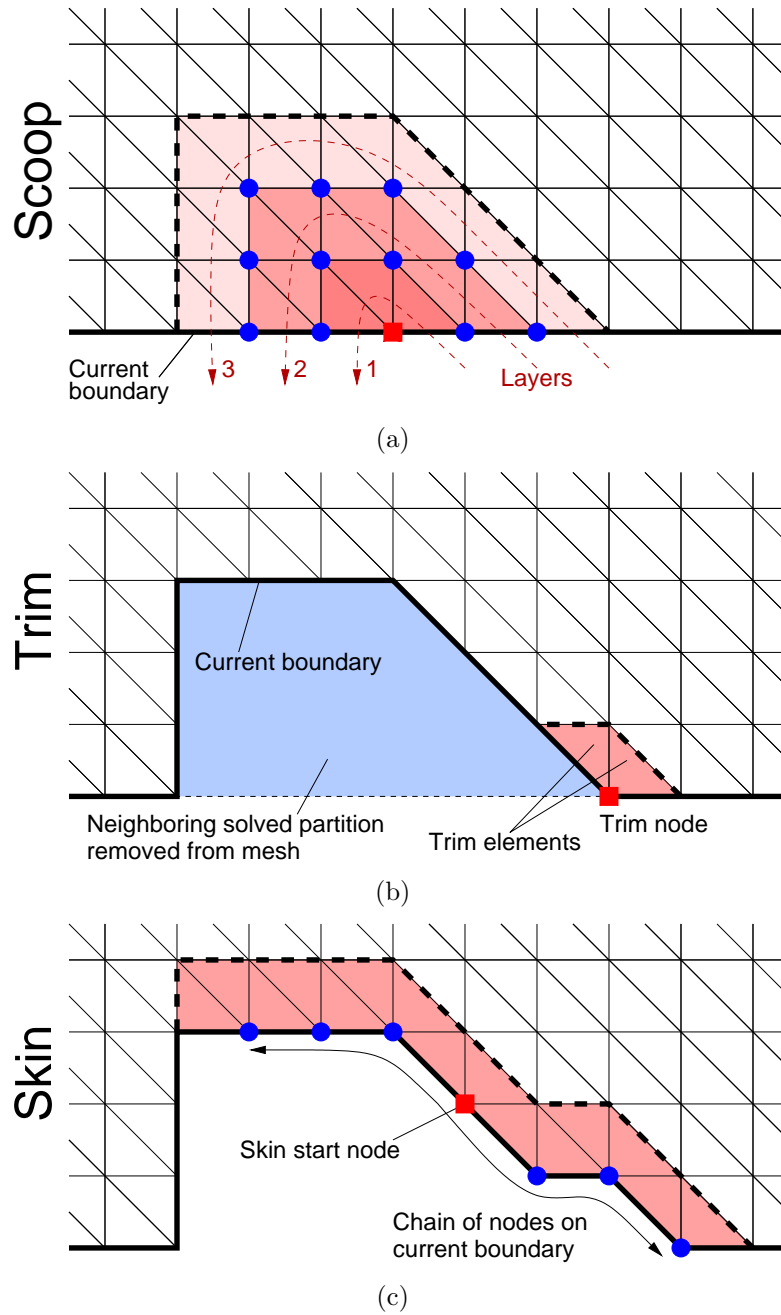 Scoop
Current
boundary
3
2
1
Layers
(a)
Trim
Current boundary
Neighboring solved partition
removed from mesh
Trim elements
Trim node
(b)
Skin
Skin start node
Chain of nodes on
current boundary
(c)